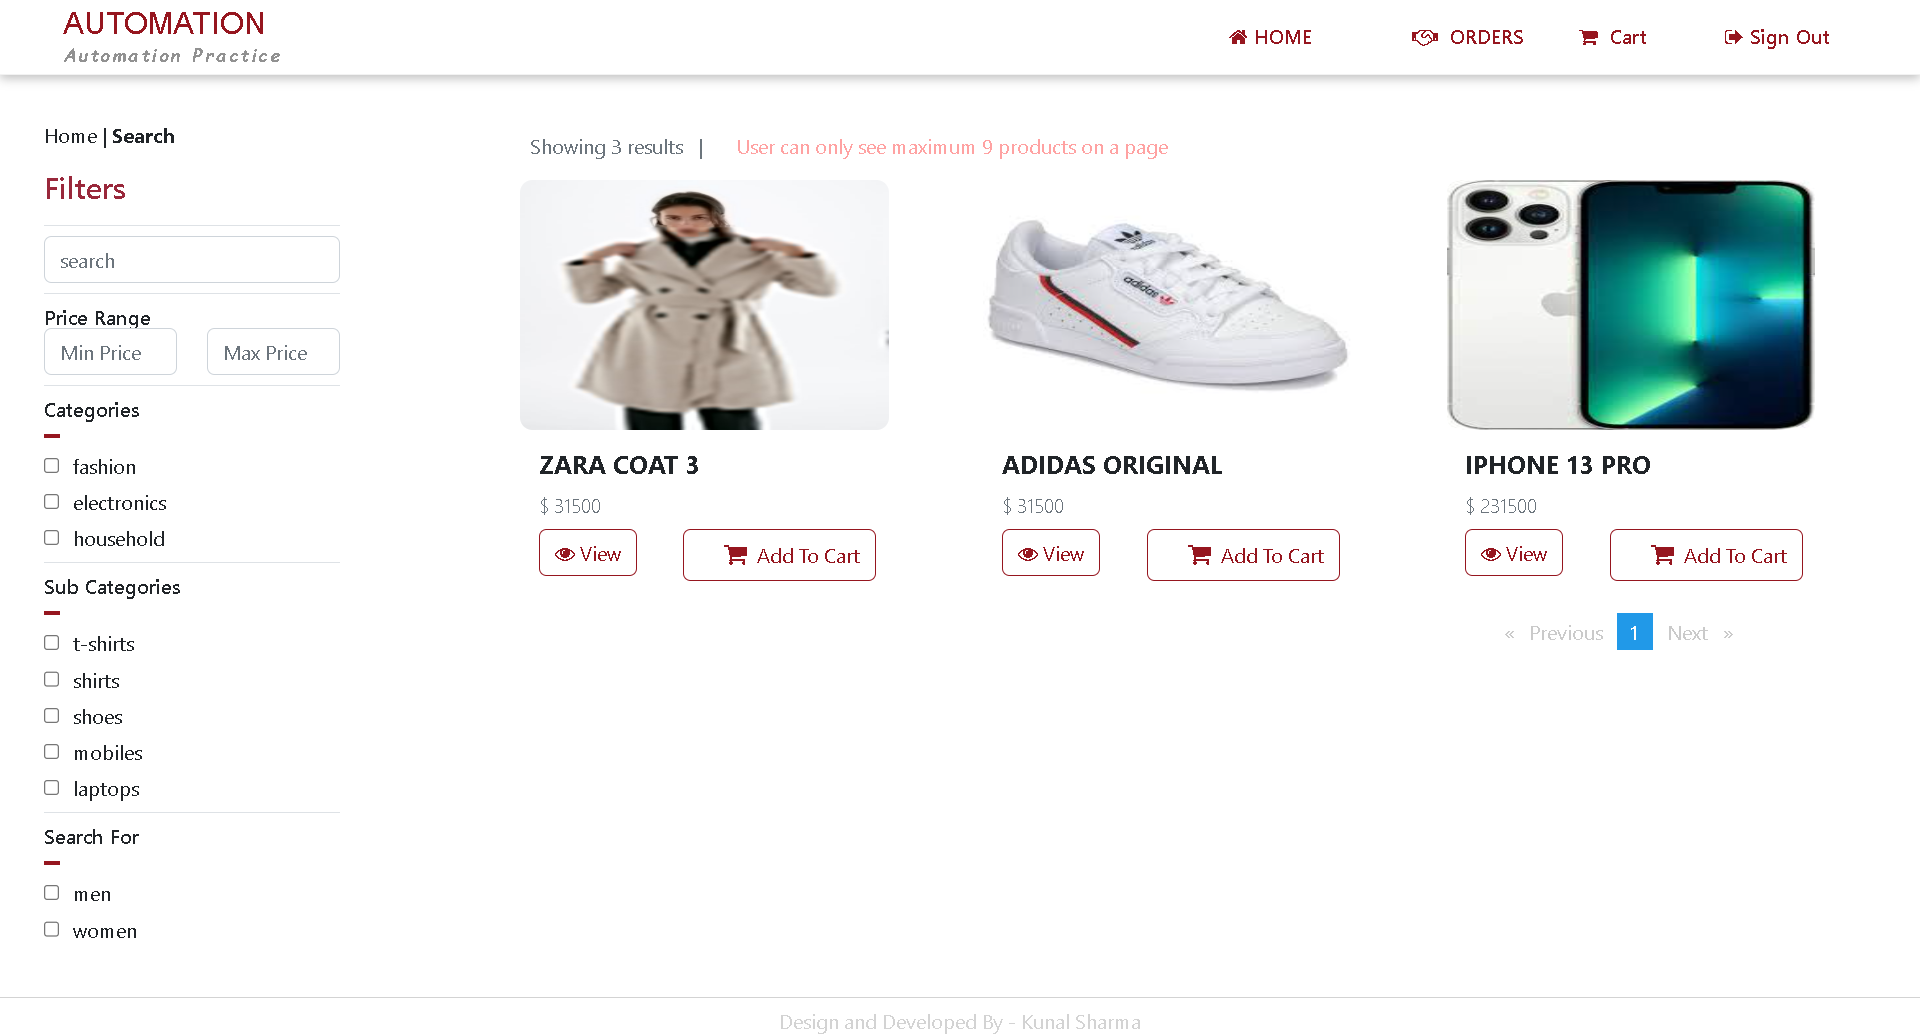 AUTOMATION
Automation Practice
HOME
ORDERS
Cart
Sign Out
Home | Search
Showing 3 results |
User can only see maximum 9 products on a page
Filters
search
Price Range
Min Price
Max Price
Categories
fashion
electronics
household
Sub Categories
t-shirts
shirts
shoes
mobiles
laptops
Search For
men
women
adidas
adidas
ZARA COAT 3
$ 31500
View
Add To Cart
ADIDAS ORIGINAL
$ 31500
View
Add To Cart
IPHONE 13 PRO
$ 231500
View
Add To Cart
« Previous 1 Next »
Design and Developed By - Kunal Sharma